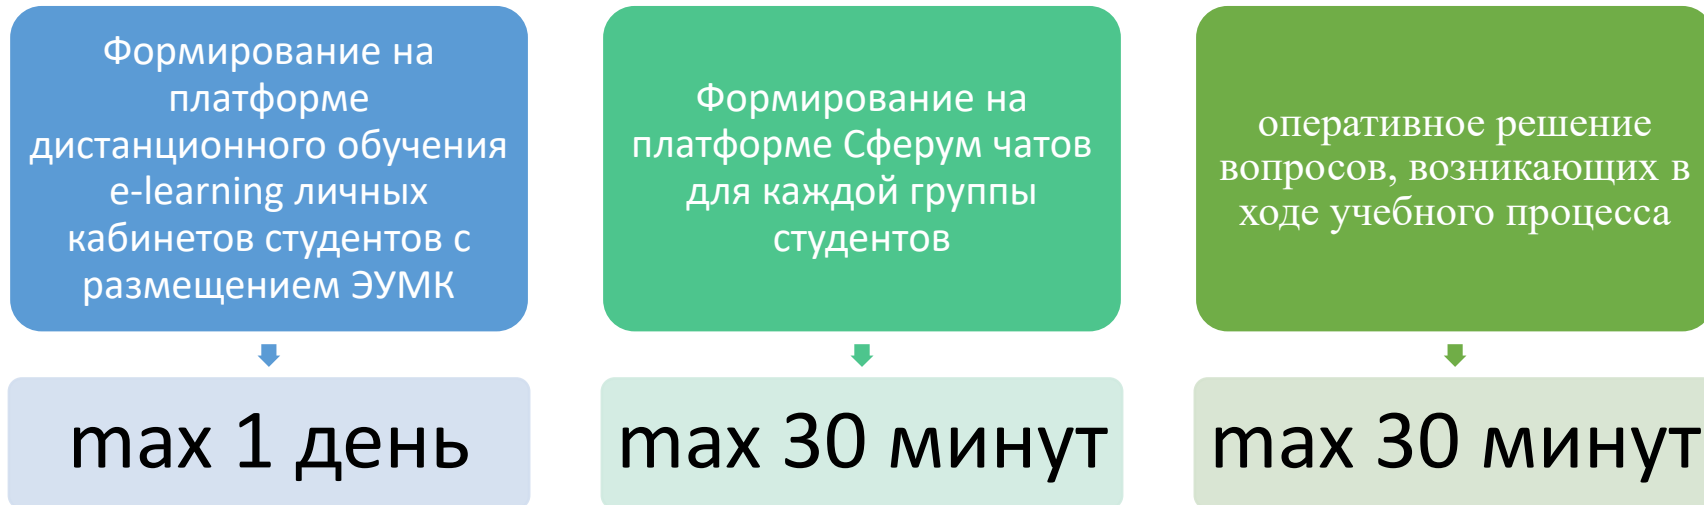 Формирование на
платформе
дистанционного обучения
e-learning личных
кабинетов студентов с
размещением ЭУМК
max 1 день
Формирование на
платформе Сферум чатов
для каждой группы
студентов
max 30 минут
оперативное решение
вопросов, возникающих в
ходе учебного процесса
max 30 минут